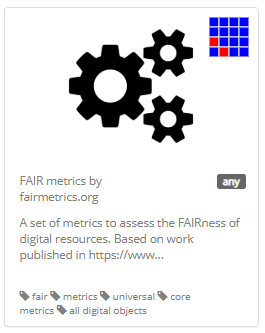 FAIR metrics by
fairmetrics.org
any
A set of metrics to assess the FAIRness of
digital resources. Based on work
published in https://www...
fair metrics universal core
metrics all digital objects